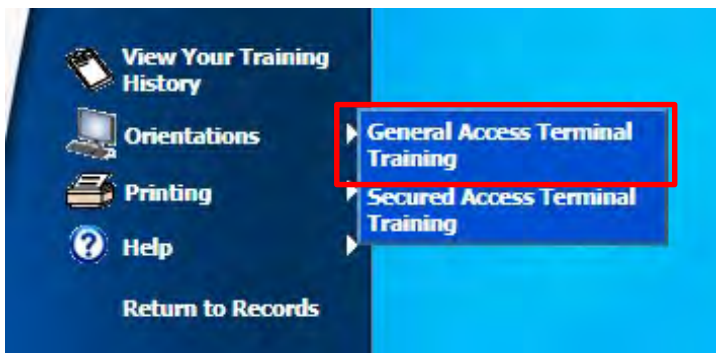 View Your Training
History
Orientations
General Access Terminal
Training
Printing
Secured Access Terminal
Training
Help
Return to Records